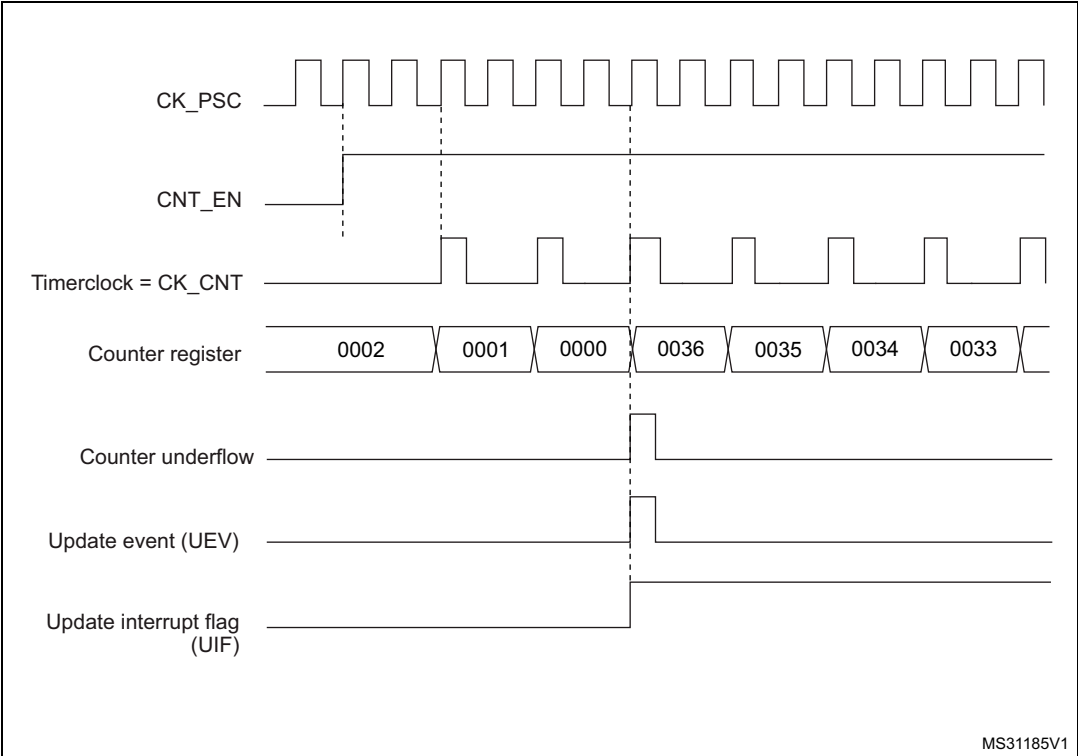 CK_PSC
CNT_EN
Timerclock = CK_CNT
Counter register
0002
0001
0000
0036
0035
0034
0033
Counter underflow
Update event (UEV)
Update interrupt flag
(UIF)
MS31185V1